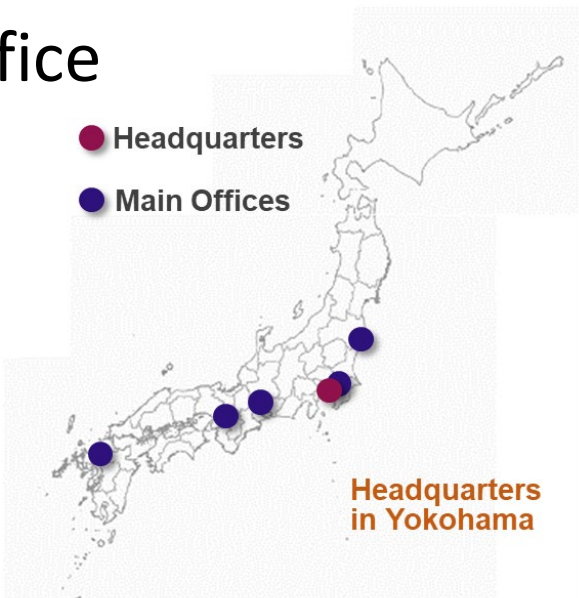 fice
Headquarters
Main Offices
Headquarters
in Yokohama